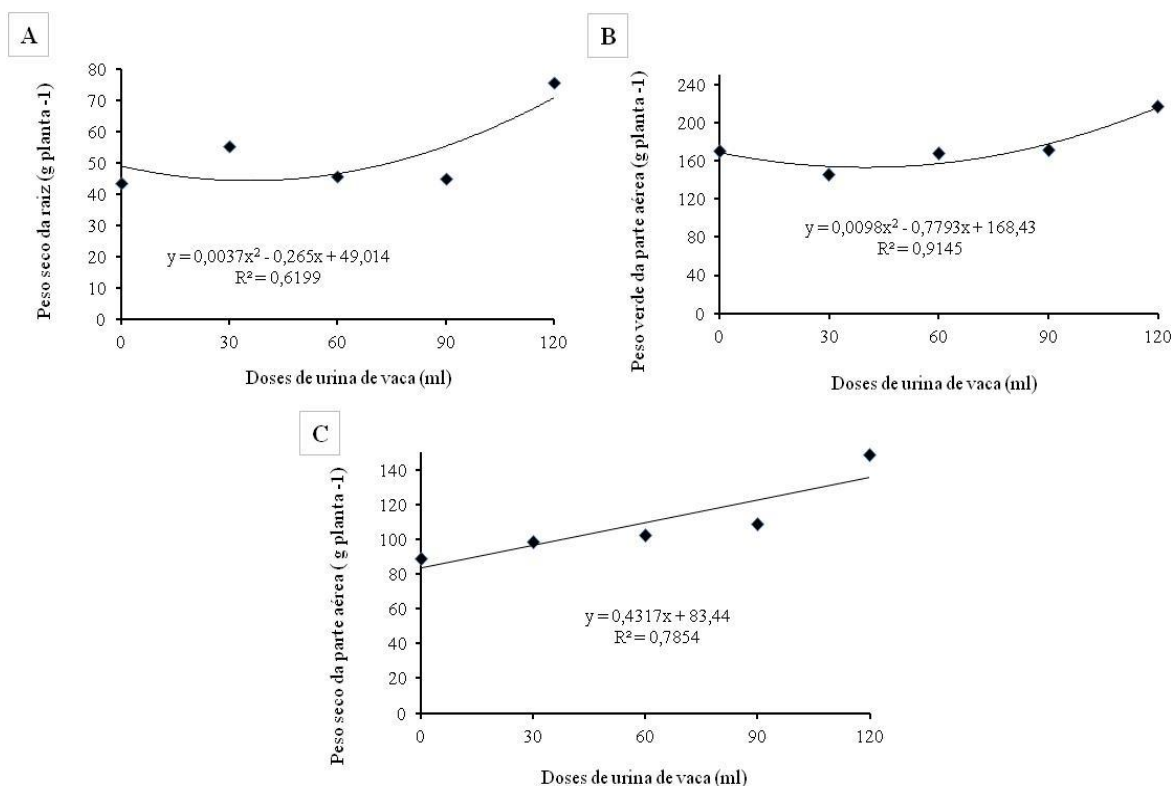 A
Peso seco da raiz (g planta -1)
80
70
60
50
40
30
20
10
0
y = 0,0037x² - 0,265x + 49,014
R² = 0,6199
0 30 60 90 120
Doses de urina de vaca (ml)
B
Peso verde da parte aérea (g planta -1)
240
200
160
120
80
40
0
y = 0,0098x² - 0,7793x + 168,43
R² = 0,9145
0 30 60 90 120
Doses de urina de vaca (ml)
C
Peso seco da parte aérea ( g planta -1)
140
120
100
80
60
40
20
0
y = 0,4317x + 83,44
R² = 0,7854
0 30 60 90 120
Doses de urina de vaca (ml)